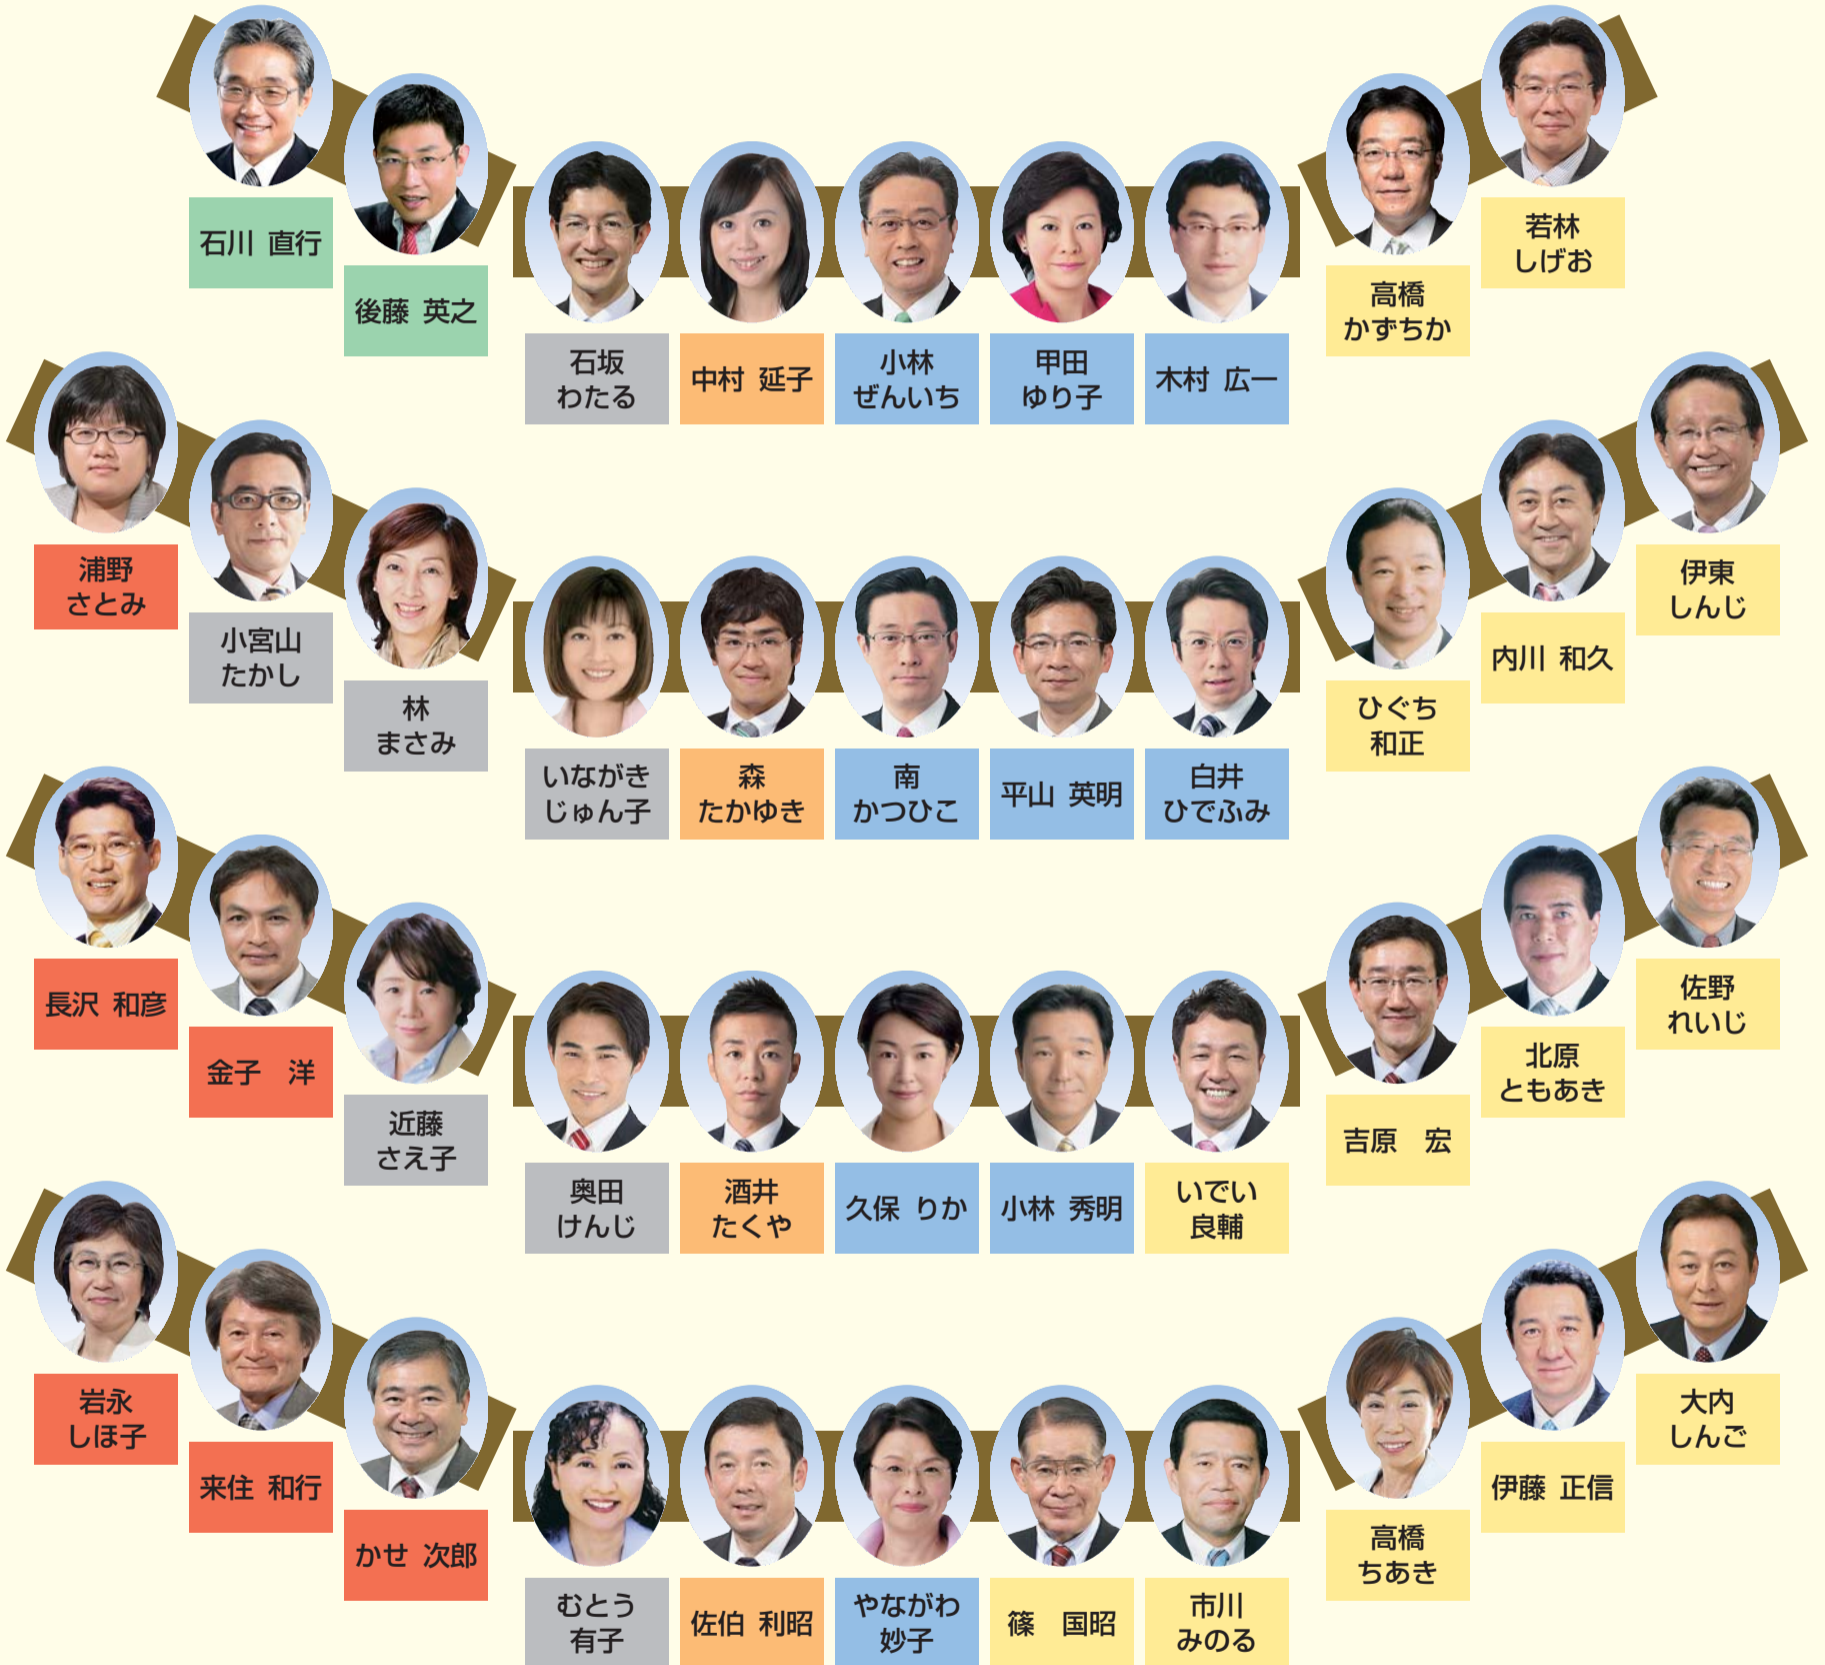 石川 直行
後藤 英之
石坂
わたる
中村 延子
小林
ぜんいち
甲田
ゆり子
木村 広一
高橋
かずちか
若林
しげお
浦野
さとみ
小宮山
たかし
林
まさみ
いながき
じゅん子
森
たかゆき
南
かつひこ
平山 英明
白井
ひでふみ
ひぐち
和正
内川 和久
伊東
しんじ
長沢 和彦
金子　洋
近藤
さえ子
奥田
けんじ
酒井
たくや
久保 りか
小林 秀明
いでい
良輔
吉原　宏
北原
ともあき
佐野
れいじ
岩永
しほ子
来住 和行
かせ 次郎
むとう
有子
佐伯 利昭
やながわ
妙子
篠　国昭
市川
みのる
高橋
ちあき
伊藤 正信
大内
しんご